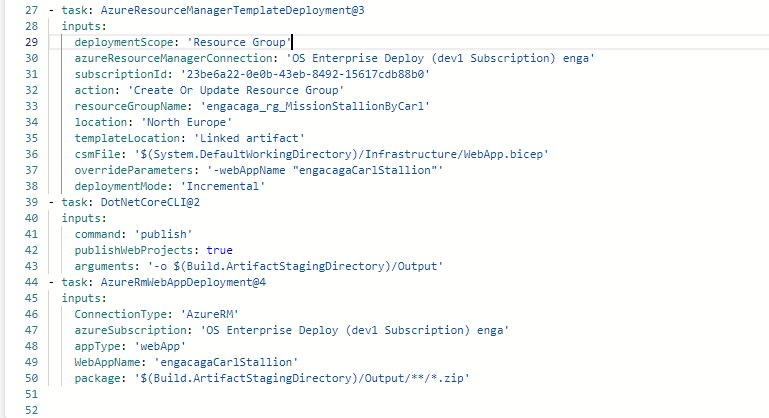 27 - task: AzureResourceManagerTemplateDeployment@3
28 inputs:
29 deploymentScope: 'Resource Group'
30 azureResourceManagerConnection: 'OS Enterprise Deploy (dev1 Subscription) enga'
31 subscriptionId: '23be6a22-0e0b-43eb-8492-15617cdb88b0'
32 action: 'Create Or Update Resource Group'
33 resourceGroupName: 'engacaga_rg_MissionStallionByCarl'
34 location: 'North Europe'
35 templateLocation: 'Linked artifact'
36 csmFile: '$(System.DefaultWorkingDirectory)/Infrastructure/WebApp.bicep'
37 overrideParameters: '-webAppName "engacagaCarlStallion"'
38 deploymentMode: 'Incremental'
39 - task: DotNetCoreCLI@2
40 inputs:
41 command: 'publish'
42 publishWebProjects: true
43 arguments: '-o $(Build.ArtifactStagingDirectory)/Output'
44 - task: AzureRmWebAppDeployment@4
45 inputs:
46 ConnectionType: 'AzureRM'
47 azureSubscription: 'OS Enterprise Deploy (dev1 Subscription) enga'
48 appType: 'webApp'
49 WebAppName: 'engacagaCarlStallion'
50 package: '$(Build.ArtifactStagingDirectory)/Output/**/*.zip'
51
52